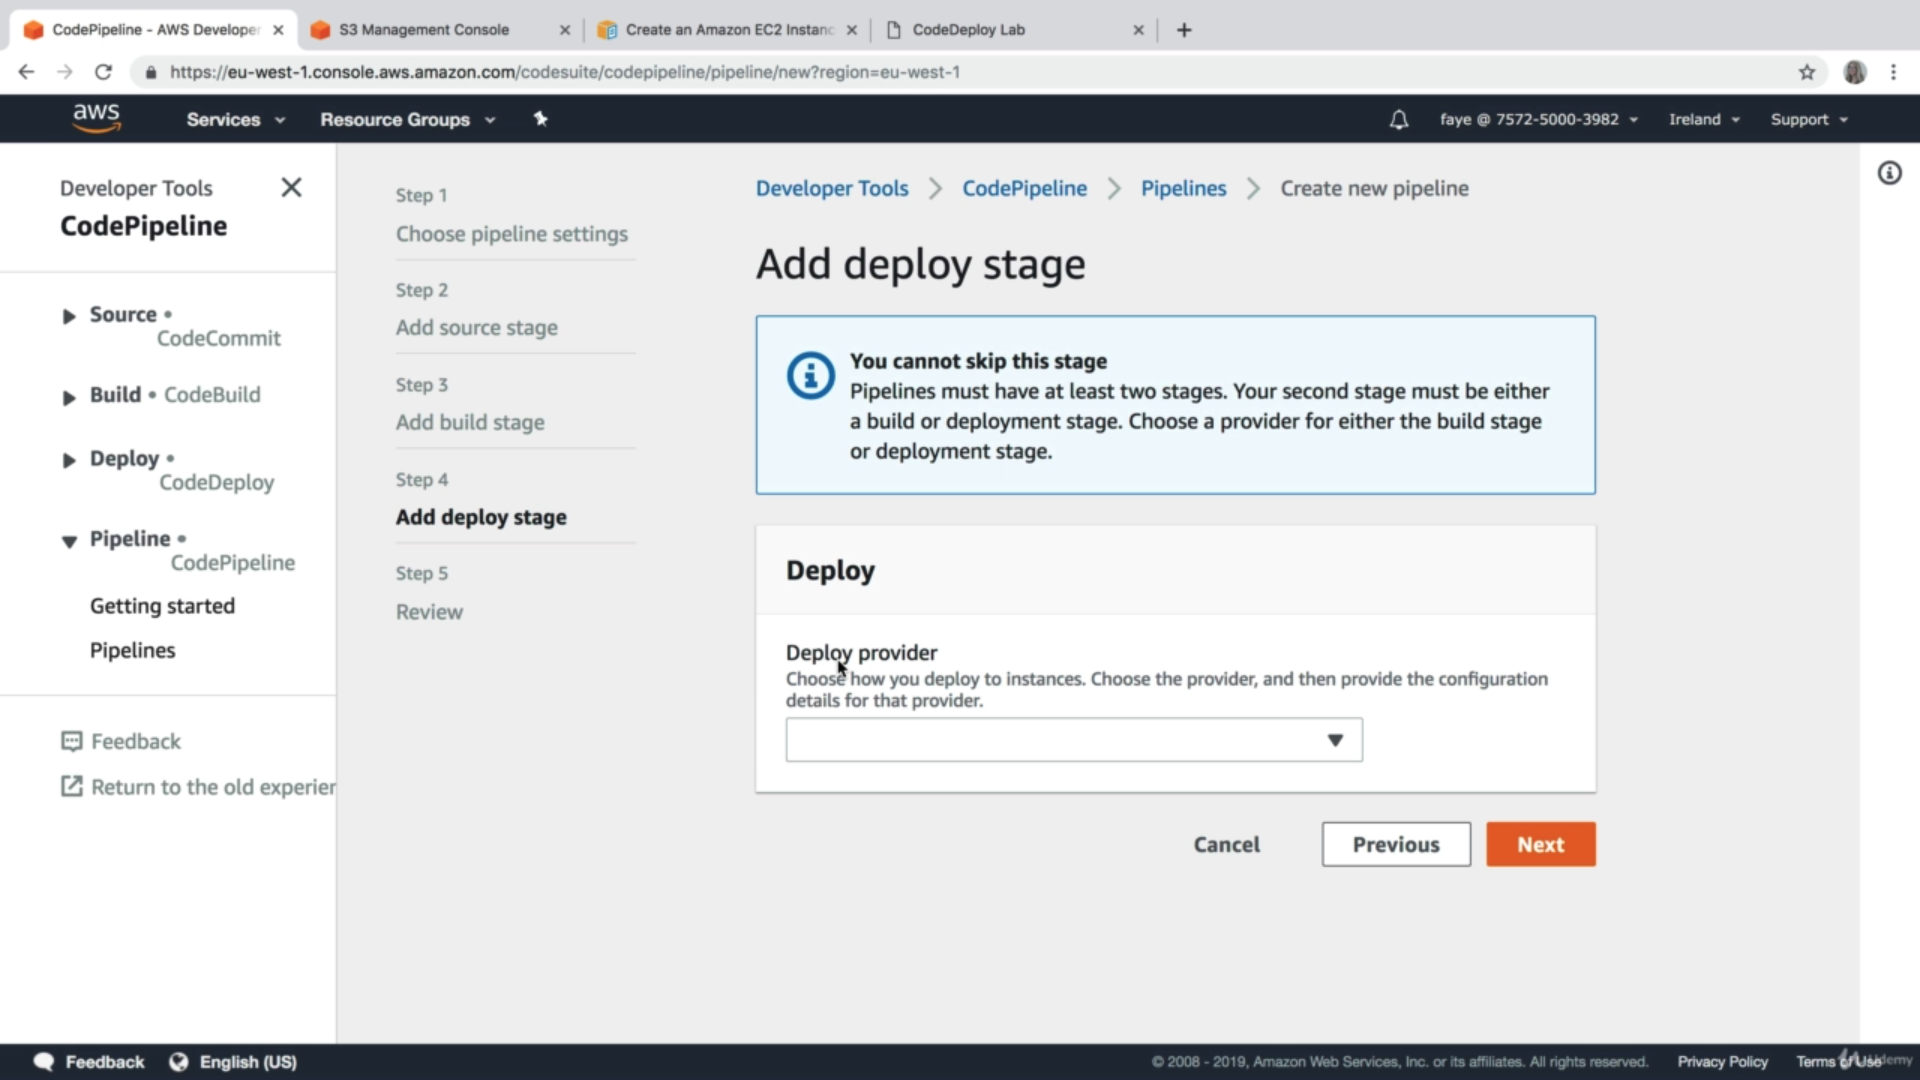 CodePipeline - AWS Developer
S3 Management Console
Create an Amazon EC2 Instanc
CodeDeploy Lab
https://eu-west-1.console.aws.amazon.com/codesuite/codepipeline/pipeline/new?region=eu-west-1
aws
Services
Resource Groups
faye @ 7572-5000-3982
Ireland
Support
Developer Tools
CodePipeline
Source •
CodeCommit
Build • CodeBuild
Deploy •
CodeDeploy
Pipeline •
CodePipeline
Getting started
Pipelines
Feedback
Return to the old experien
Step 1
Choose pipeline settings
Step 2
Add source stage
Step 3
Add build stage
Step 4
Add deploy stage
Step 5
Review
Developer Tools > CodePipeline > Pipelines > Create new pipeline
Add deploy stage
You cannot skip this stage
Pipelines must have at least two stages. Your second stage must be either
a build or deployment stage. Choose a provider for either the build stage
or deployment stage.
Deploy
Deploy provider
Choose how you deploy to instances. Choose the provider, and then provide the configuration
details for that provider.
Cancel
Previous
Next
Feedback
English (US)
© 2008 - 2019, Amazon Web Services, Inc. or its affiliates. All rights reserved.
Privacy Policy
Terms of Use